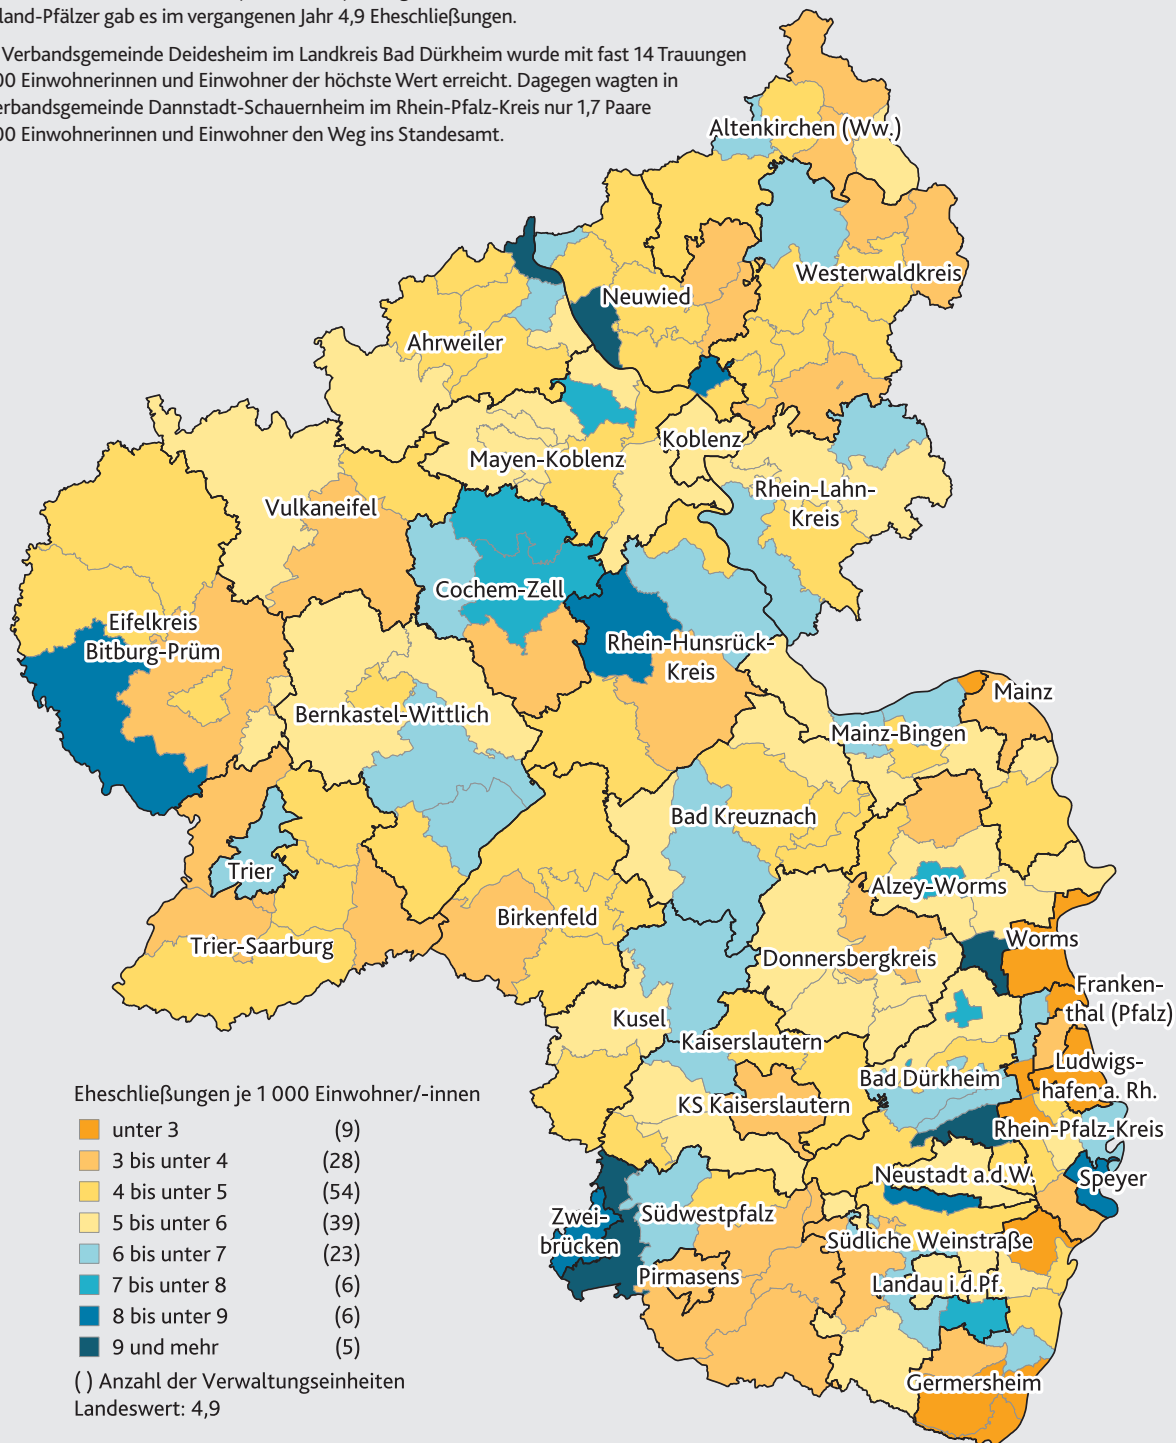 land-Pfälzer gab es im vergangenen Jahr 4,9 Eheschließungen.
Verbandsgemeinde Deidesheim im Landkreis Bad Dürkheim wurde mit fast 14 Trauungen
00 Einwohnerinnen und Einwohner der höchste Wert erreicht. Dagegen wagten in
erbandsgemeinde Dannstadt-Schauernheim im Rhein-Pfalz-Kreis nur 1,7 Paare
00 Einwohnerinnen und Einwohner den Weg ins Standesamt.
Altenkirchen (Ww.)
Westerwaldkreis
Neuwied
Ahrweiler
Koblenz
Mayen-Koblenz
Rhein-Lahn-
Kreis
Vulkaneifel
Cochem-Zell
Eifelkreis
Bitburg-Prüm
Rhein-Hunsrück-
Kreis
Mainz
Bernkastel-Wittlich
Mainz-Bingen
Bad Kreuznach
Trier
Alzey-Worms
Birkenfeld
Trier-Saarburg
Worms
Donnersbergkreis
Franken-
thal (Pfalz)
Kusel
Kaiserslautern
Ludwigs-
hafen a. Rh.
Bad Dürkheim
KS Kaiserslautern
Rhein-Pfalz-Kreis
Neustadt a.d.W.
Speyer
Zwei-
brücken
Südwestpfalz
Südliche Weinstraße
Pirmasens
Landau i.d.Pf.
Germersheim
Eheschließungen je 1 000 Einwohner/-innen
unter 3 (9)
3 bis unter 4 (28)
4 bis unter 5 (54)
5 bis unter 6 (39)
6 bis unter 7 (23)
7 bis unter 8 (6)
8 bis unter 9 (6)
9 und mehr (5)
( ) Anzahl der Verwaltungseinheiten
Landeswert: 4,9